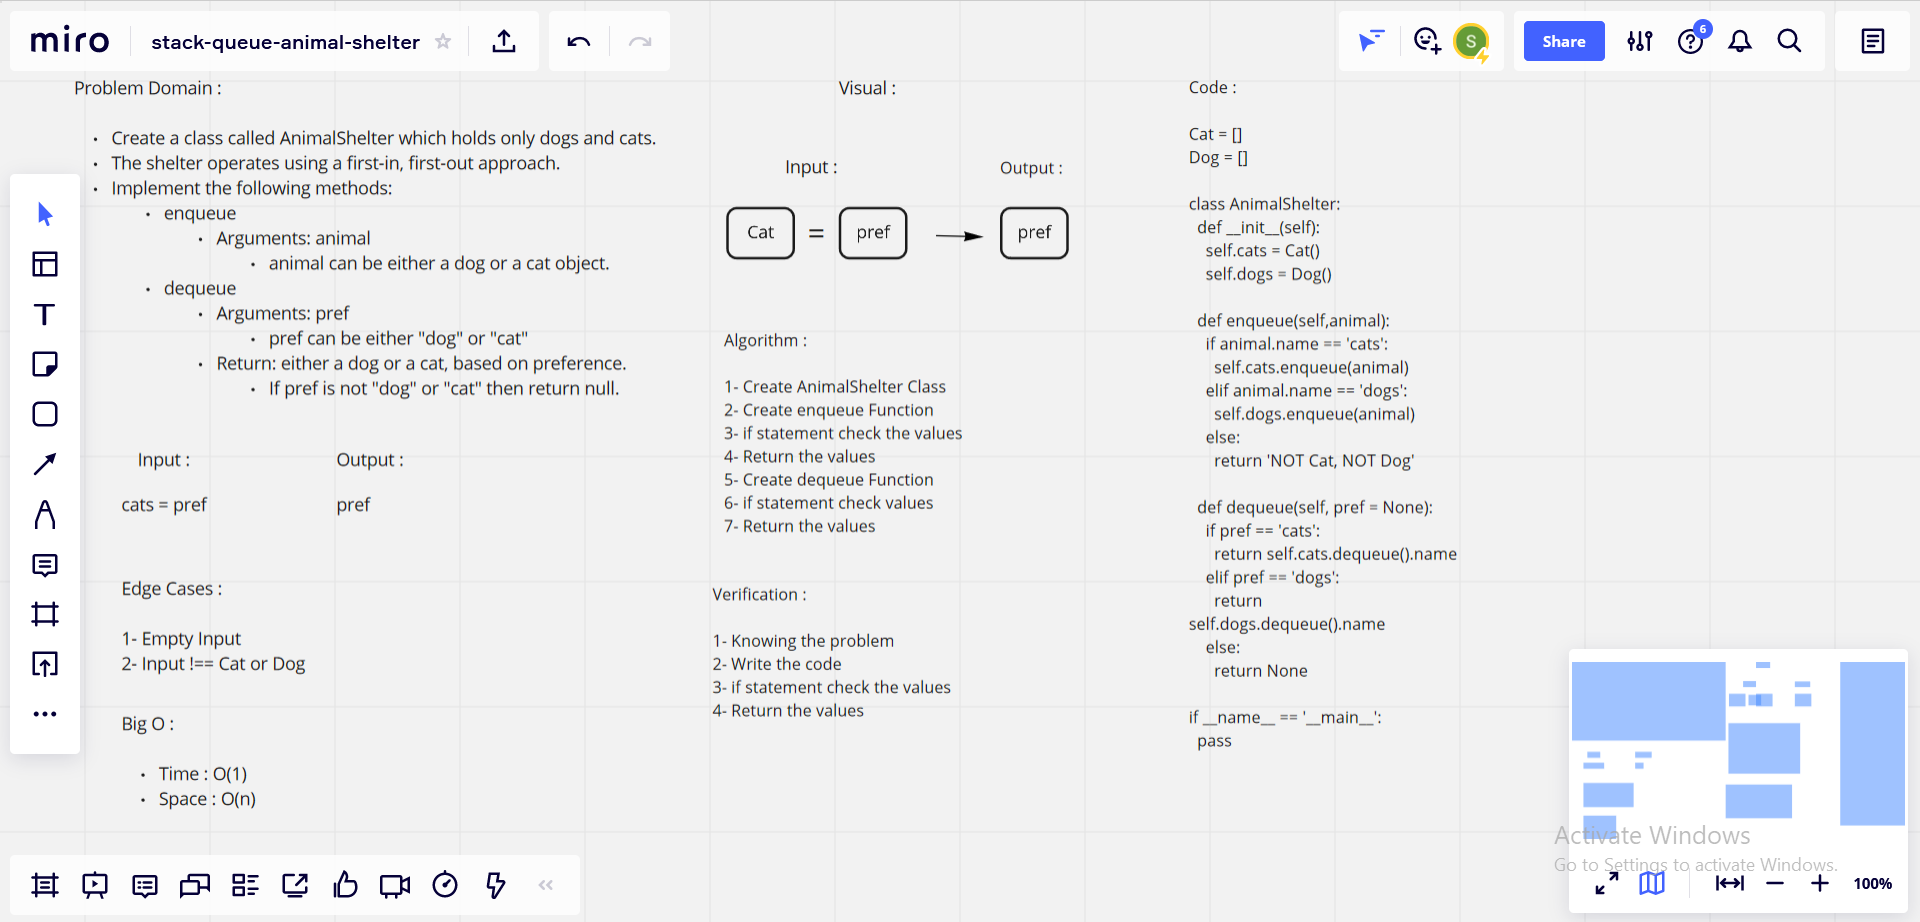 miro
stack-queue-animal-shelter
S
Share
6
Problem Domain :
• Create a class called AnimalShelter which holds only dogs and cats.
• The shelter operates using a first-in, first-out approach.
• Implement the following methods:
• enqueue
• Arguments: animal
• animal can be either a dog or a cat object.
• dequeue
• Arguments: pref
• pref can be either "dog" or "cat"
• Return: either a dog or a cat, based on preference.
• If pref is not "dog" or "cat" then return null.
Input :
Output :
cats = pref
pref
Edge Cases :
1- Empty Input
2- Input !== Cat or Dog
Big O :
• Time : O(1)
• Space : O(n)
Visual :
Input :
Output :
Cat
=
pref
pref
Algorithm :
1- Create AnimalShelter Class
2- Create enqueue Function
3- if statement check the values
4- Return the values
5- Create dequeue Function
6- if statement check values
7- Return the values
Verification :
1- Knowing the problem
2- Write the code
3- if statement check the values
4- Return the values
Code :
Cat = []
Dog = []
class AnimalShelter:
def __init__(self):
self.cats = Cat()
self.dogs = Dog()
def enqueue(self,animal):
if animal.name == 'cats':
self.cats.enqueue(animal)
elif animal.name == 'dogs':
self.dogs.enqueue(animal)
else:
return 'NOT Cat, NOT Dog'
def dequeue(self, pref = None):
if pref == 'cats':
return self.cats.dequeue().name
elif pref == 'dogs':
return
self.dogs.dequeue().name
else:
return None
if __name__ == '__main__':
pass
Activate Windows
Go to Settings to activate Windows.
100%